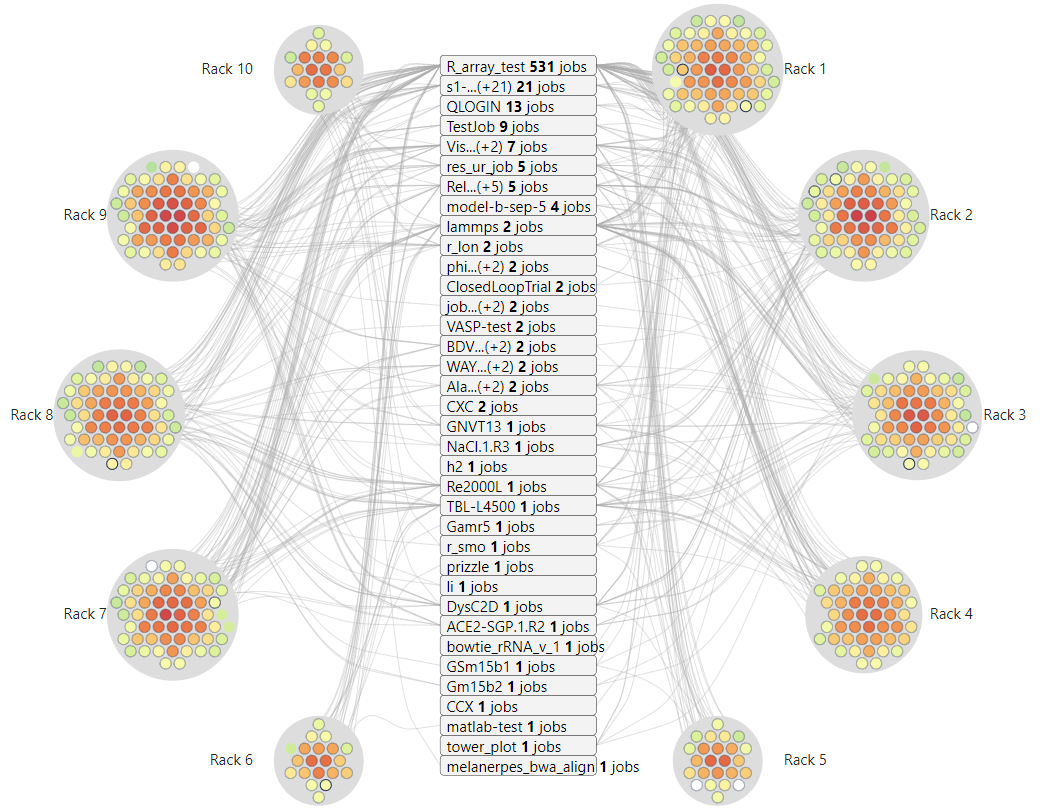 Rack 10
Rack 1
Rack 9
Rack 2
Rack 8
Rack 3
Rack 7
Rack 4
Rack 6
Rack 5
R_array_test 531 jobs
s1-...(+21) 21 jobs
QLOGIN 13 jobs
TestJob 9 jobs
Vis...(+2) 7 jobs
res_ur_job 5 jobs
Rel...(+5) 5 jobs
model-b-sep-5 4 jobs
lammps 2 jobs
r_lon 2 jobs
phi...(+2) 2 jobs
ClosedLoopTrial 2 jobs
job...(+2) 2 jobs
VASP-test 2 jobs
BDV...(+2) 2 jobs
WAY...(+2) 2 jobs
Ala...(+2) 2 jobs
CXC 2 jobs
GNVT13 1 jobs
NaCl.1.R3 1 jobs
h2 1 jobs
Re2000L 1 jobs
TBL-L4500 1 jobs
Gamr5 1 jobs
r_smo 1 jobs
prizzle 1 jobs
li 1 jobs
DysC2D 1 jobs
ACE2-SGP.1.R2 1 jobs
bowtie_rRNA_v_1 1 jobs
GSm15b1 1 jobs
Gm15b2 1 jobs
CCX 1 jobs
matlab-test 1 jobs
tower_plot 1 jobs
melanerpes_bwa_align 1 jobs